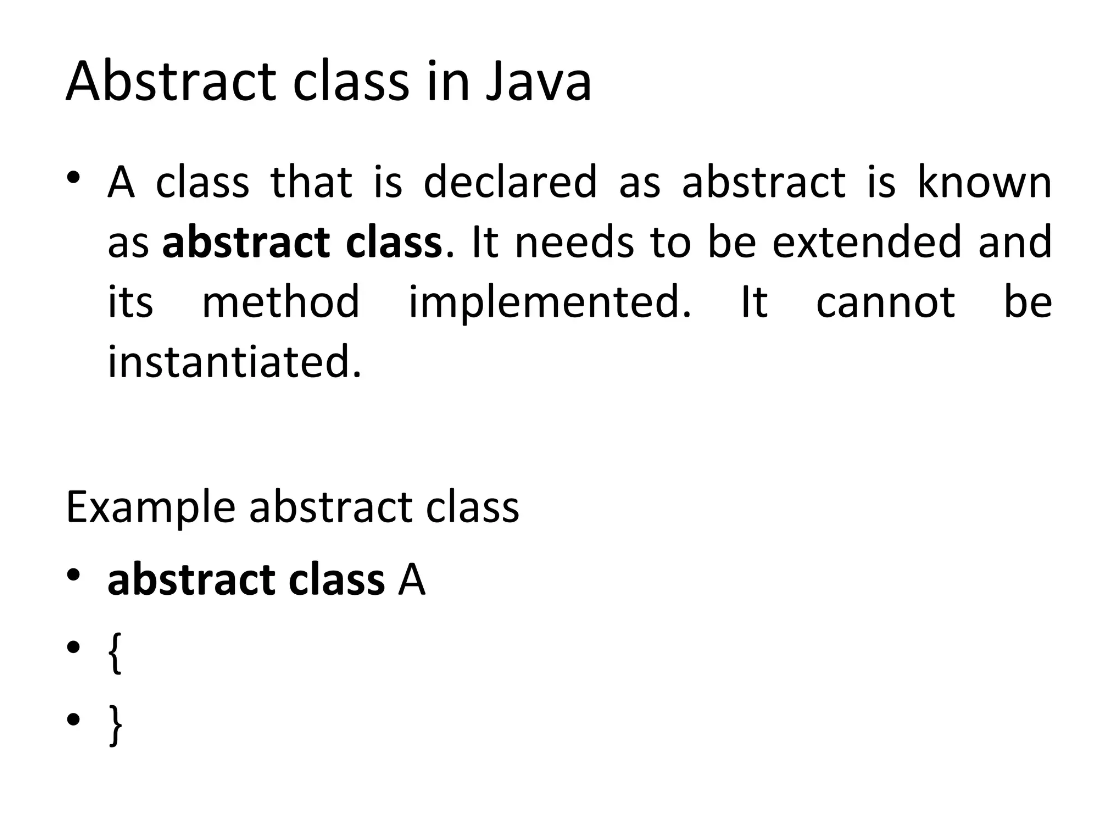 Abstract class in Java
• A class that is declared as abstract is known
as abstract class. It needs to be extended and
its method implemented. It cannot be
instantiated.
Example abstract class
• abstract class A
• {
• }